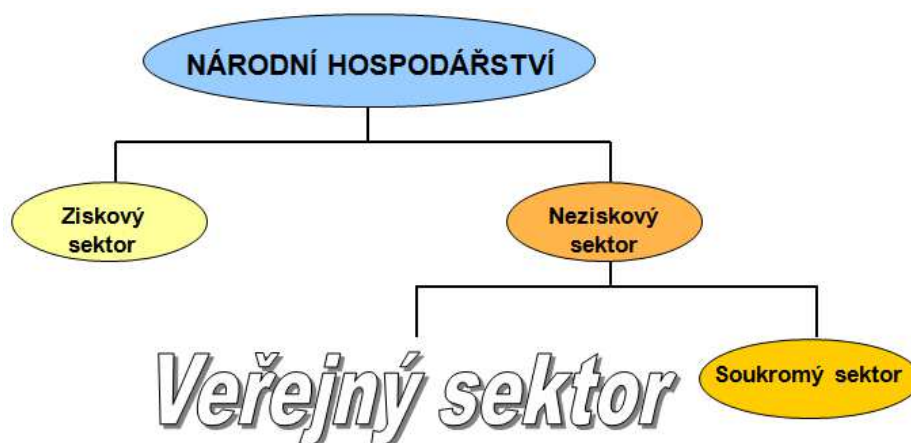 NÁRODNÍ HOSPODÁŘSTVÍ
Ziskový
sektor
Neziskový
sektor
Veřejný sektor
Soukromý sektor